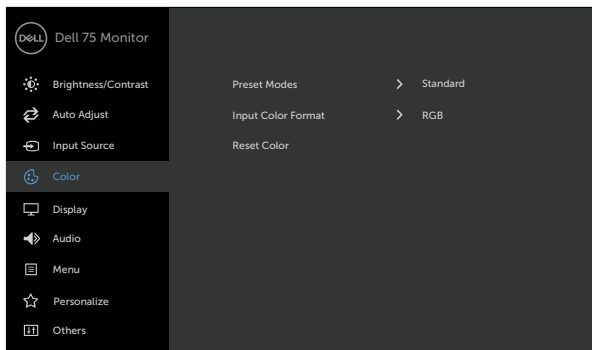 DELL Dell 75 Monitor
Brightness/Contrast
Auto Adjust
Input Source
Color
Display
Audio
Menu
Personalize
Others
Preset Modes > Standard
Input Color Format > RGB
Reset Color